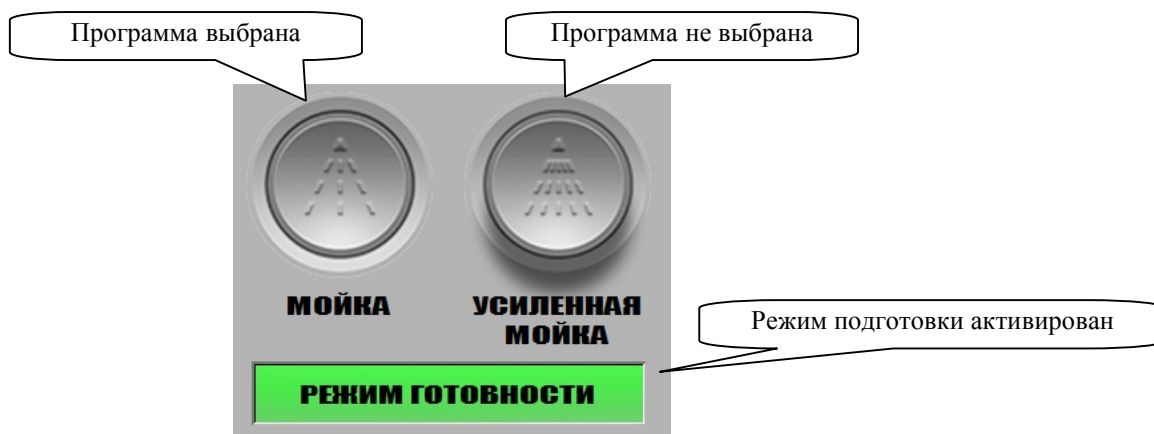 Программа выбрана
Программа не выбрана
МОЙКА
УСИЛЕННАЯ
МОЙКА
Режим подготовки активирован
РЕЖИМ ГОТОВНОСТИ